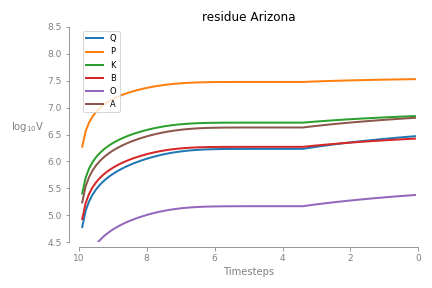 residue Arizona
8.5
8.0
7.5
7.0
6.5
6.0
5.5
5.0
4.5
log₁₀V
Q
P
K
B
O
A
10 8 6 4 2 0
Timesteps